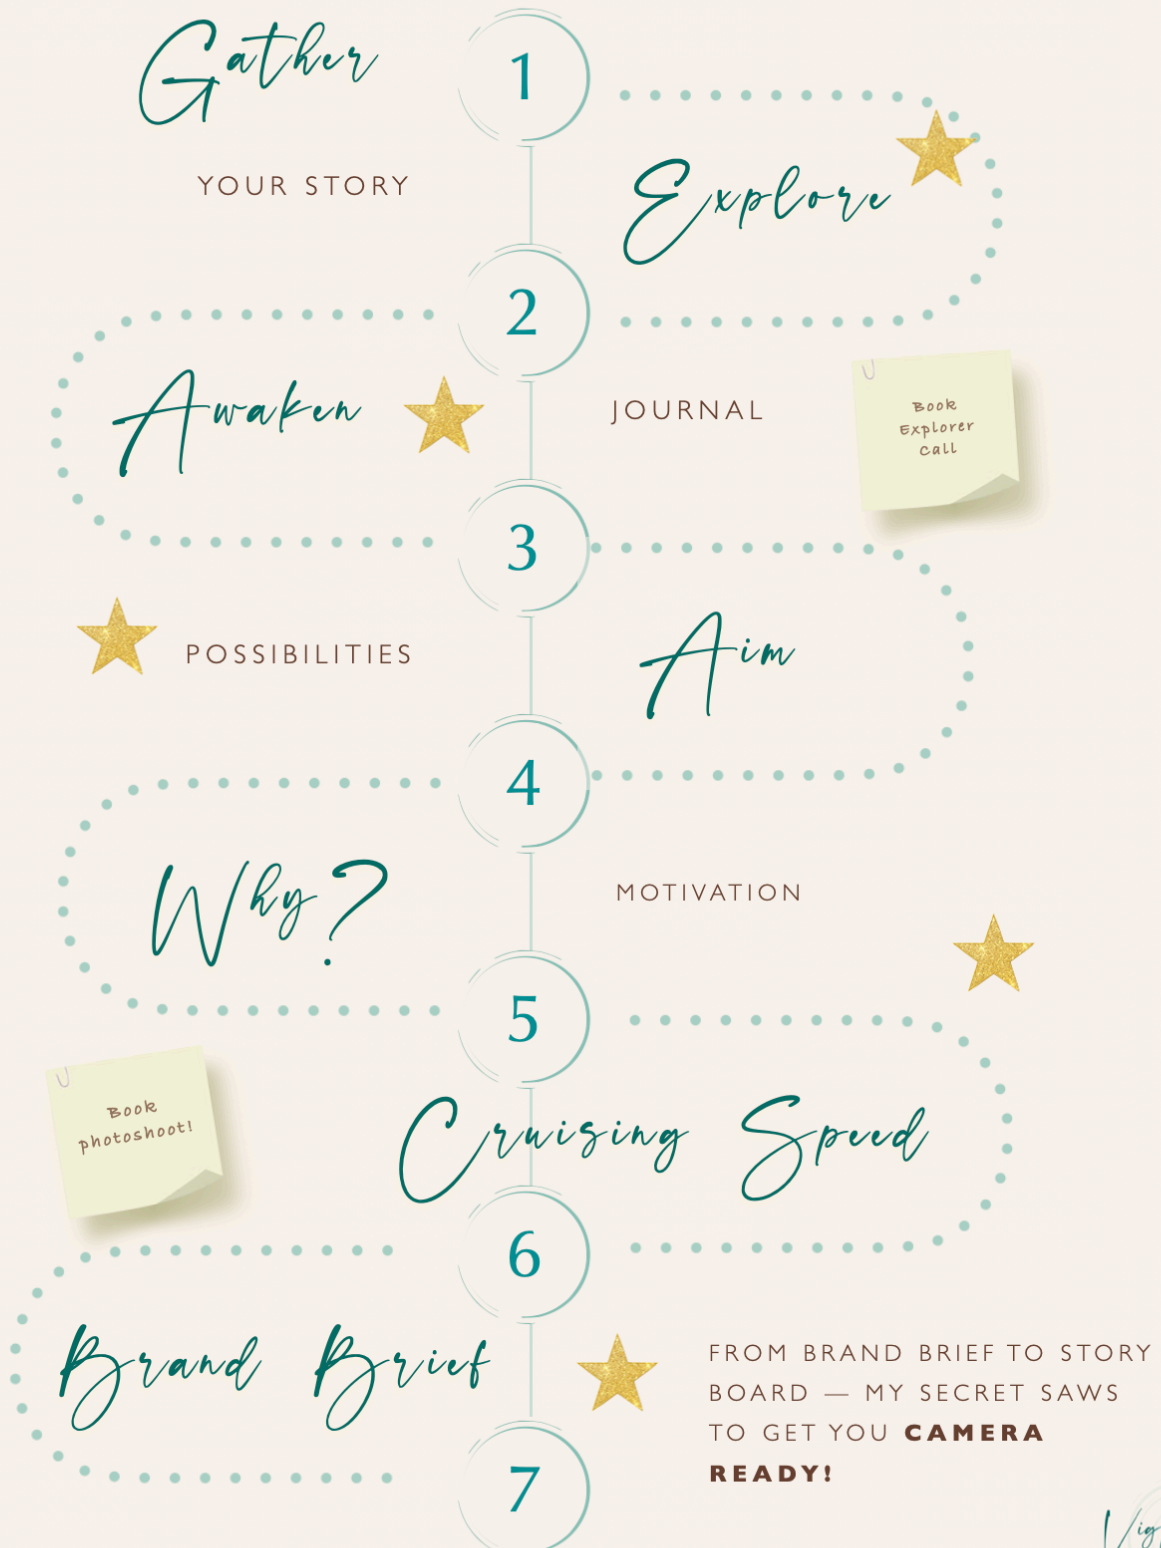 Gather
1
YOUR STORY
Explore
2
Awaken
JOURNAL
Book
Explorer
Call
3
POSSIBILITIES
Aim
4
Why?
MOTIVATION
5
Book
photoshoot!
Cruising Speed
6
Brand Brief
FROM BRAND BRIEF TO STORY
BOARD — MY SECRET SAWS
TO GET YOU CAMERA
READY!
7